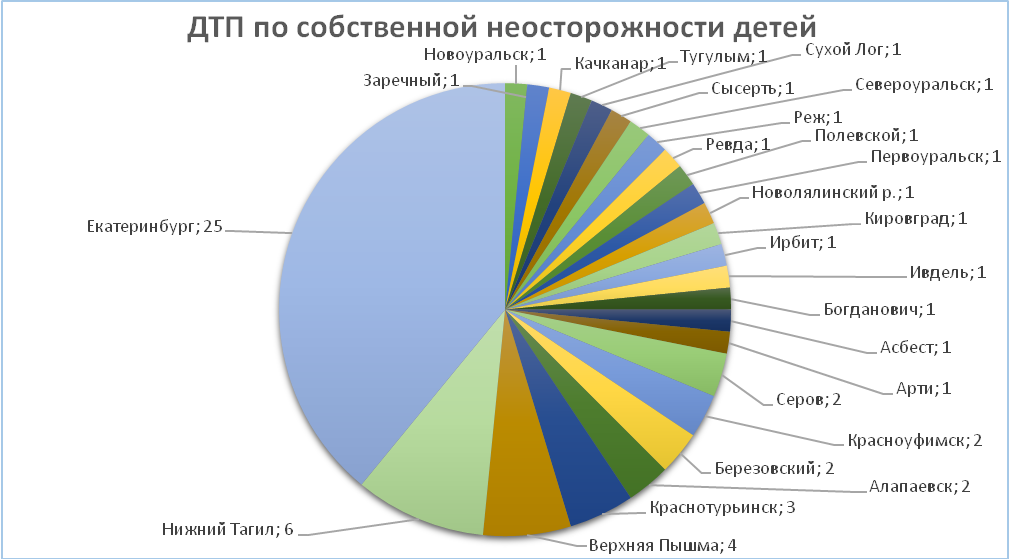 ДТП по собственной неосторожности детей
Новоуральск; 1
Заречный; 1
Качканар; 1
Тугулым; 1
Сухой Лог; 1
Сысерть; 1
Североуральск; 1
Реж; 1
Ревда; 1
Полевской; 1
Первоуральск; 1
Новолялинский р.; 1
Кировград; 1
Ирбит; 1
Ивдель; 1
Богданович; 1
Асбест; 1
Арти; 1
Серов; 2
Красноуфимск; 2
Березовский; 2
Алапаевск; 2
Краснотурьинск; 3
Верхняя Пышма; 4
Нижний Тагил; 6
Екатеринбург; 25